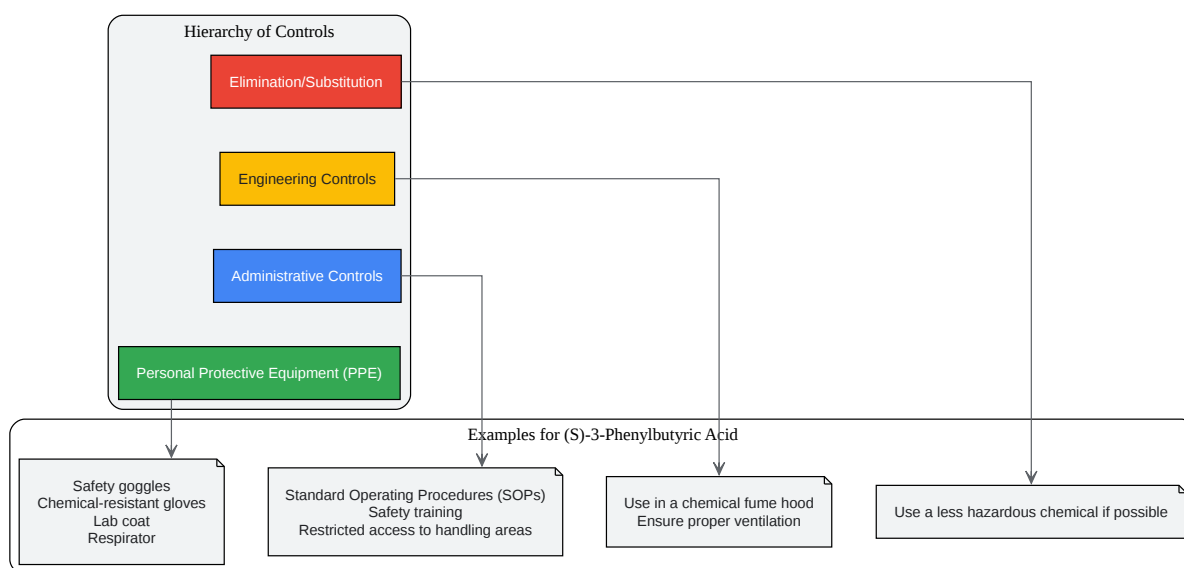 Hierarchy of Controls
Elimination/Substitution
Engineering Controls
Administrative Controls
Personal Protective Equipment (PPE)
Examples for (S)-3-Phenylbutyric Acid
Safety goggles
Chemical-resistant gloves
Lab coat
Respirator
Standard Operating Procedures (SOPs)
Safety training
Restricted access to handling areas
Use in a chemical fume hood
Ensure proper ventilation
Use a less hazardous chemical if possible